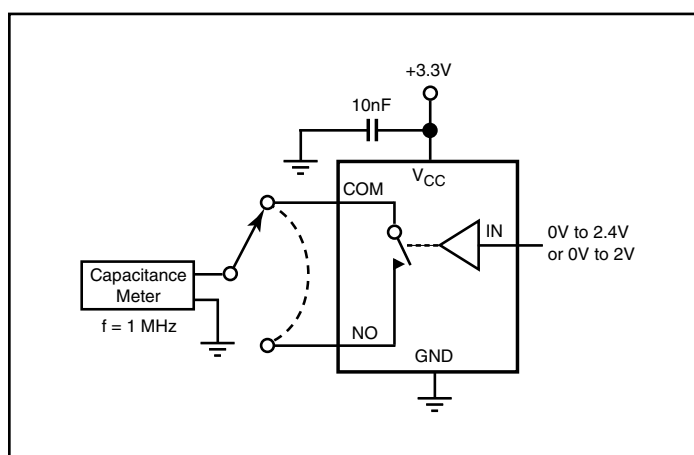 +3.3V
10nF
VCC
COM
IN
0V to 2.4V
or 0V to 2V
Capacitance
Meter
f = 1 MHz
NO
GND